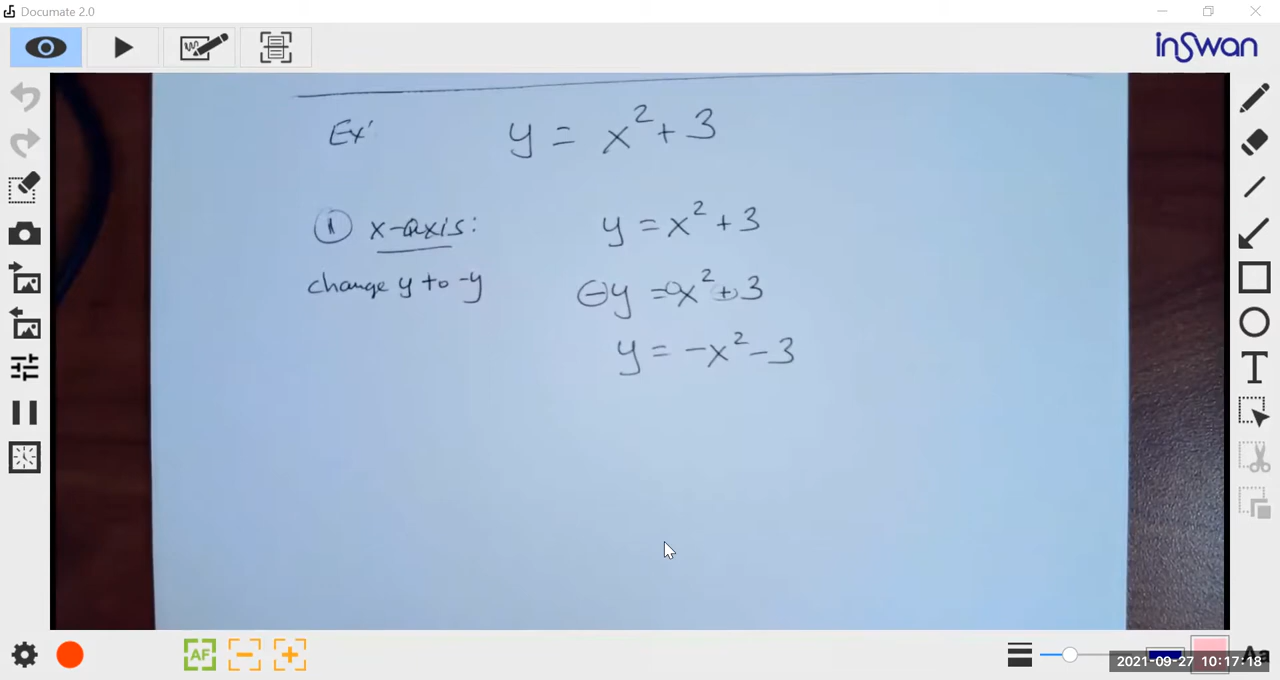 Documate 2.0
inSwan
Ex'
y = x² + 3
① x-axis:
y = x² + 3
change y to -y
-y = x² + 3
y = -x² - 3
T
AF
Aa
2021-09-27 10:17:18